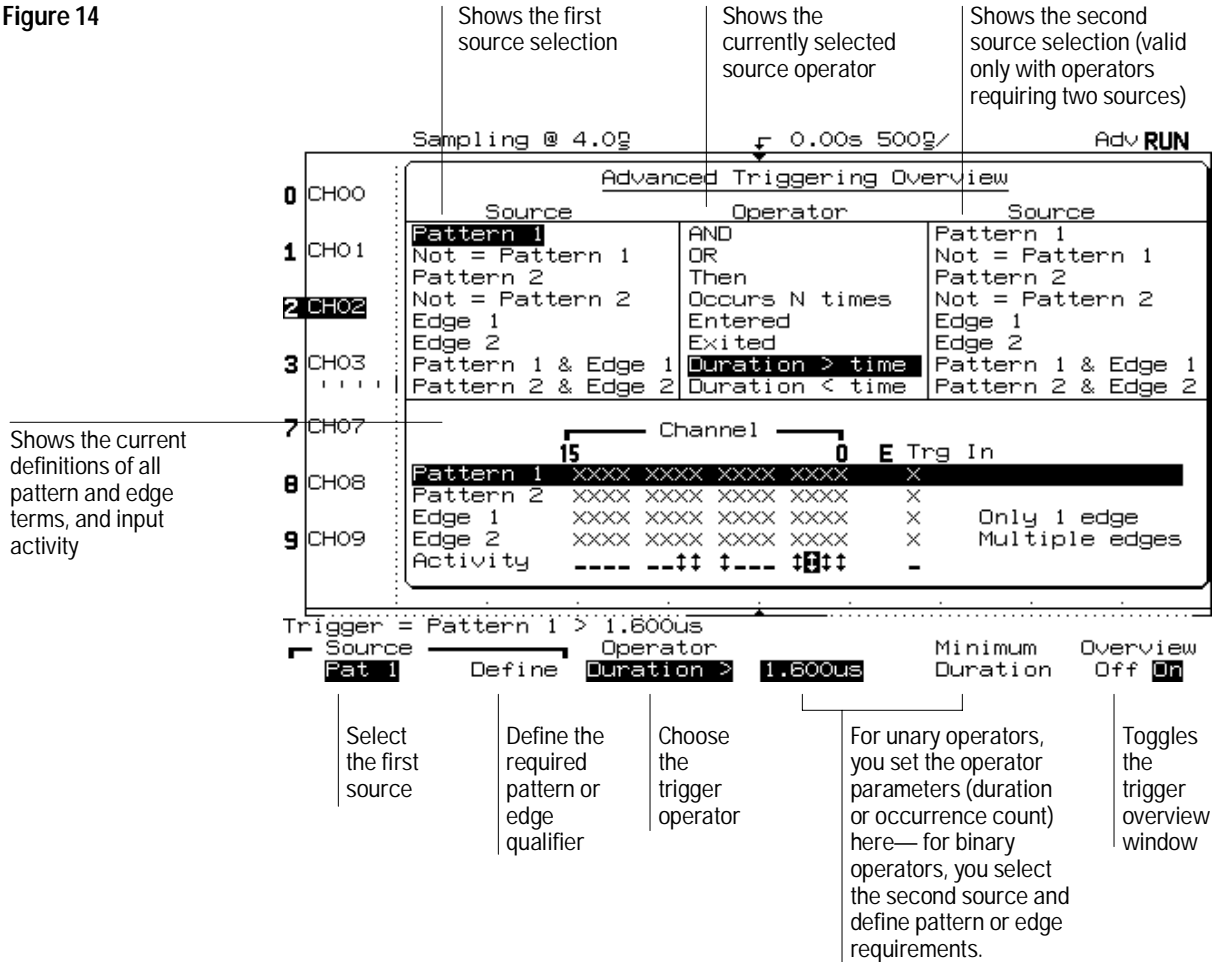 Figure 14
Shows the first
source selection
Shows the
currently selected
source operator
Shows the second
source selection (valid
only with operators
requiring two sources)
Sampling @ 4.0ns 0.00s 500ns/ Adv RUN
Advanced Triggering Overview
Source Operator Source
Pattern 1 AND Pattern 1
Not = Pattern 1 OR Not = Pattern 1
Pattern 2 Then Pattern 2
Not = Pattern 2 Occurs N times Not = Pattern 2
Edge 1 Entered Edge 1
Edge 2 Exited Edge 2
Pattern 1 & Edge 1 Duration > time Pattern 1 & Edge 1
Pattern 2 & Edge 2 Duration < time Pattern 2 & Edge 2
0 CH00
1 CH01
2 CH02
3 CH03
7 CH07
8 CH08
9 CH09
Channel
15 0 E Trg In
Pattern 1 XXXX XXXX XXXX XXXX X
Pattern 2 XXXX XXXX XXXX XXXX X
Edge 1 XXXX XXXX XXXX XXXX X Only 1 edge
Edge 2 XXXX XXXX XXXX XXXX X Multiple edges
Activity ---- --↕↕ ↕--- ↕↕↕↕ -
Shows the current
definitions of all
pattern and edge
terms, and input
activity
Trigger = Pattern 1 > 1.600us
Source Operator Minimum Overview
Pat 1 Define Duration > 1.600us Duration Off On
Select
the first
source
Define the
required
pattern or
edge
qualifier
Choose
the
trigger
operator
For unary operators,
you set the operator
parameters (duration
or occurrence count)
here— for binary
operators, you select
the second source and
define pattern or edge
requirements.
Toggles
the
trigger
overview
window